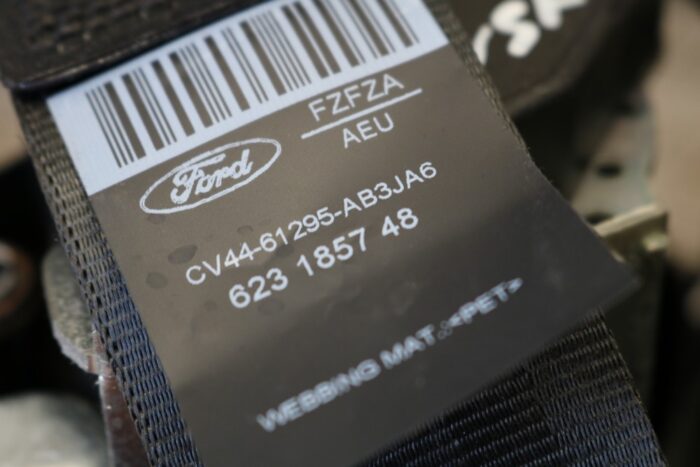 FZFZA
AEU
Ford
CV44-61295-AB3JA6
623 1857 48
WEBBING MAT.:<PET>